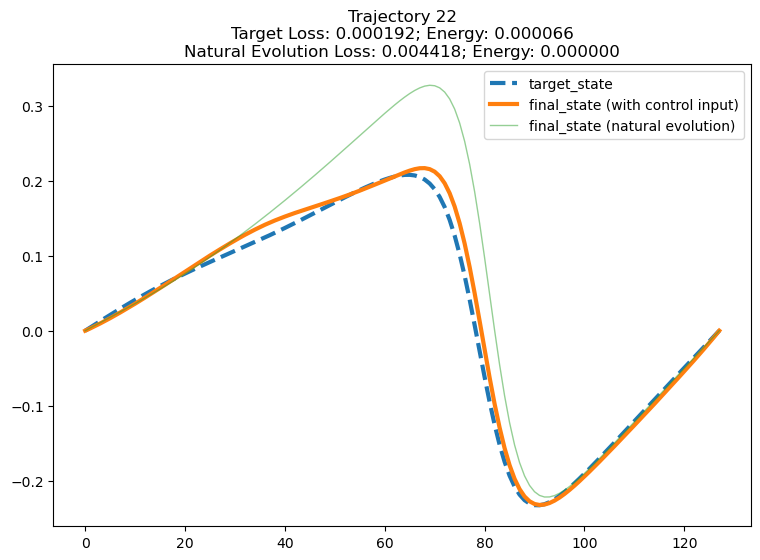 Trajectory 22
Target Loss: 0.000192; Energy: 0.000066
Natural Evolution Loss: 0.004418; Energy: 0.000000
target_state
final_state (with control input)
final_state (natural evolution)
0.3
0.2
0.1
0.0
−0.1
−0.2
0 20 40 60 80 100 120